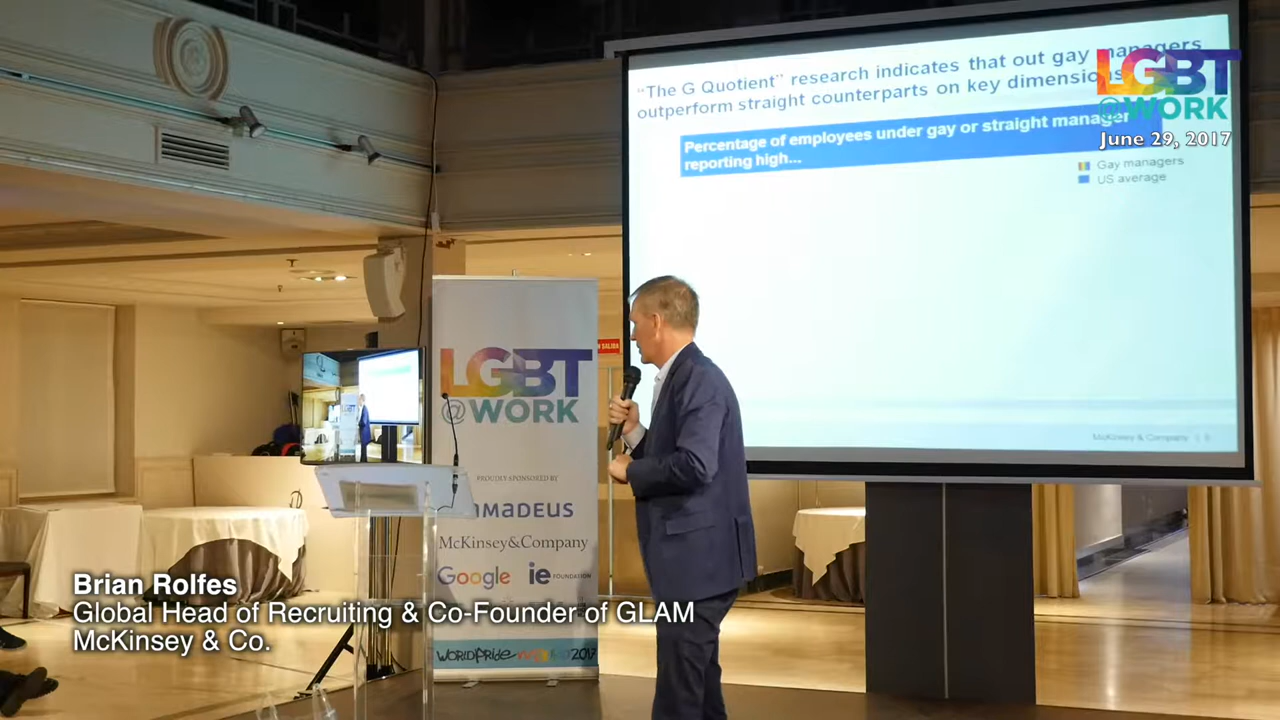 "The G Quotient" research indicates that out gay managers
outperform straight counterparts on key dimensions
LGBT
@WORK
June 29, 2017
Percentage of employees under gay or straight manager
reporting high...
Gay managers
US average
McKinsey & Company
SALIDA
LGBT
@WORK
PROUDLY SPONSORED BY
AMADEUS
McKinsey&Company
Google ie FOUNDATION
WORLDPRIDE 2017
Brian Rolfes
Global Head of Recruiting & Co-Founder of GLAM
McKinsey & Co.